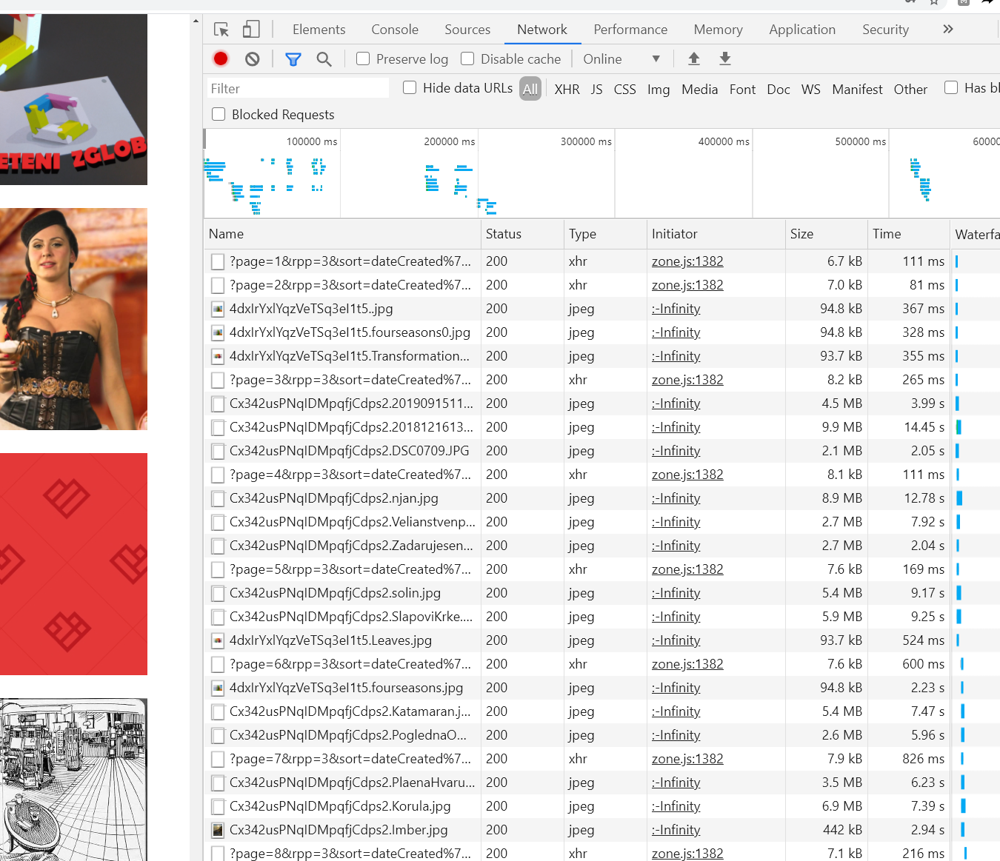 Elements Console Sources Network Performance Memory Application Security »
Preserve log Disable cache Online
Filter Hide data URLs All XHR JS CSS Img Media Font Doc WS Manifest Other Has bl
Blocked Requests
100000 ms 200000 ms 300000 ms 400000 ms 500000 ms 60000
ETENI ZGLOB
Name Status Type Initiator Size Time Waterfa
?page=1&rpp=3&sort=dateCreated%7... 200 xhr zone.js:1382 6.7 kB 111 ms
?page=2&rpp=3&sort=dateCreated%7... 200 xhr zone.js:1382 7.0 kB 81 ms
4dxIrYxlYqzVeTSq3eI1t5..jpg 200 jpeg :-Infinity 94.8 kB 367 ms
4dxIrYxlYqzVeTSq3eI1t5.fourseasons0.jpg 200 jpeg :-Infinity 94.8 kB 328 ms
4dxIrYxlYqzVeTSq3eI1t5.Transformation... 200 jpeg :-Infinity 93.7 kB 355 ms
?page=3&rpp=3&sort=dateCreated%7... 200 xhr zone.js:1382 8.2 kB 265 ms
Cx342usPNqIDMpqfjCdps2.2019091511... 200 jpeg :-Infinity 4.5 MB 3.99 s
Cx342usPNqIDMpqfjCdps2.2018121613... 200 jpeg :-Infinity 9.9 MB 14.45 s
Cx342usPNqIDMpqfjCdps2.DSC0709.JPG 200 jpeg :-Infinity 2.1 MB 2.05 s
?page=4&rpp=3&sort=dateCreated%7... 200 xhr zone.js:1382 8.1 kB 111 ms
Cx342usPNqIDMpqfjCdps2.njan.jpg 200 jpeg :-Infinity 8.9 MB 12.78 s
Cx342usPNqIDMpqfjCdps2.Velianstvenp... 200 jpeg :-Infinity 2.7 MB 7.92 s
Cx342usPNqIDMpqfjCdps2.Zadarujesen... 200 jpeg :-Infinity 2.7 MB 2.04 s
?page=5&rpp=3&sort=dateCreated%7... 200 xhr zone.js:1382 7.6 kB 169 ms
Cx342usPNqIDMpqfjCdps2.solin.jpg 200 jpeg :-Infinity 5.4 MB 9.17 s
Cx342usPNqIDMpqfjCdps2.SlapoviKrke.... 200 jpeg :-Infinity 5.9 MB 9.25 s
4dxIrYxlYqzVeTSq3eI1t5.Leaves.jpg 200 jpeg :-Infinity 93.7 kB 524 ms
?page=6&rpp=3&sort=dateCreated%7... 200 xhr zone.js:1382 7.6 kB 600 ms
4dxIrYxlYqzVeTSq3eI1t5.fourseasons.jpg 200 jpeg :-Infinity 94.8 kB 2.23 s
Cx342usPNqIDMpqfjCdps2.Katamaran.j... 200 jpeg :-Infinity 5.4 MB 7.47 s
Cx342usPNqIDMpqfjCdps2.PoglednaO... 200 jpeg :-Infinity 2.6 MB 5.96 s
?page=7&rpp=3&sort=dateCreated%7... 200 xhr zone.js:1382 7.9 kB 826 ms
Cx342usPNqIDMpqfjCdps2.PlaenaHvaru... 200 jpeg :-Infinity 3.5 MB 6.23 s
Cx342usPNqIDMpqfjCdps2.Korula.jpg 200 jpeg :-Infinity 6.9 MB 7.39 s
Cx342usPNqIDMpqfjCdps2.Imber.jpg 200 jpeg :-Infinity 442 kB 2.94 s
?page=8&rpp=3&sort=dateCreated%7... 200 xhr zone.js:1382 7.1 kB 216 ms